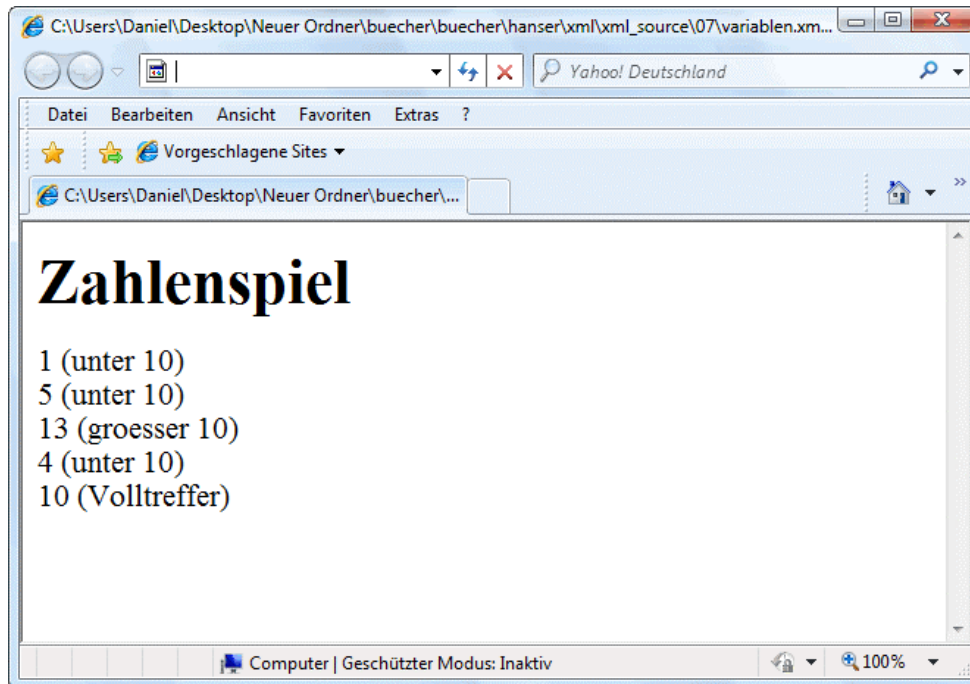 C:\Users\Daniel\Desktop\Neuer Ordner\buecher\buecher\hanser\xml\xml_source\07\variablen.xm...
Yahoo! Deutschland
Datei Bearbeiten Ansicht Favoriten Extras ?
Vorgeschlagene Sites
C:\Users\Daniel\Desktop\Neuer Ordner\buecher\...
Zahlenspiel
1 (unter 10)
5 (unter 10)
13 (groesser 10)
4 (unter 10)
10 (Volltreffer)
Computer | Geschützter Modus: Inaktiv 100%